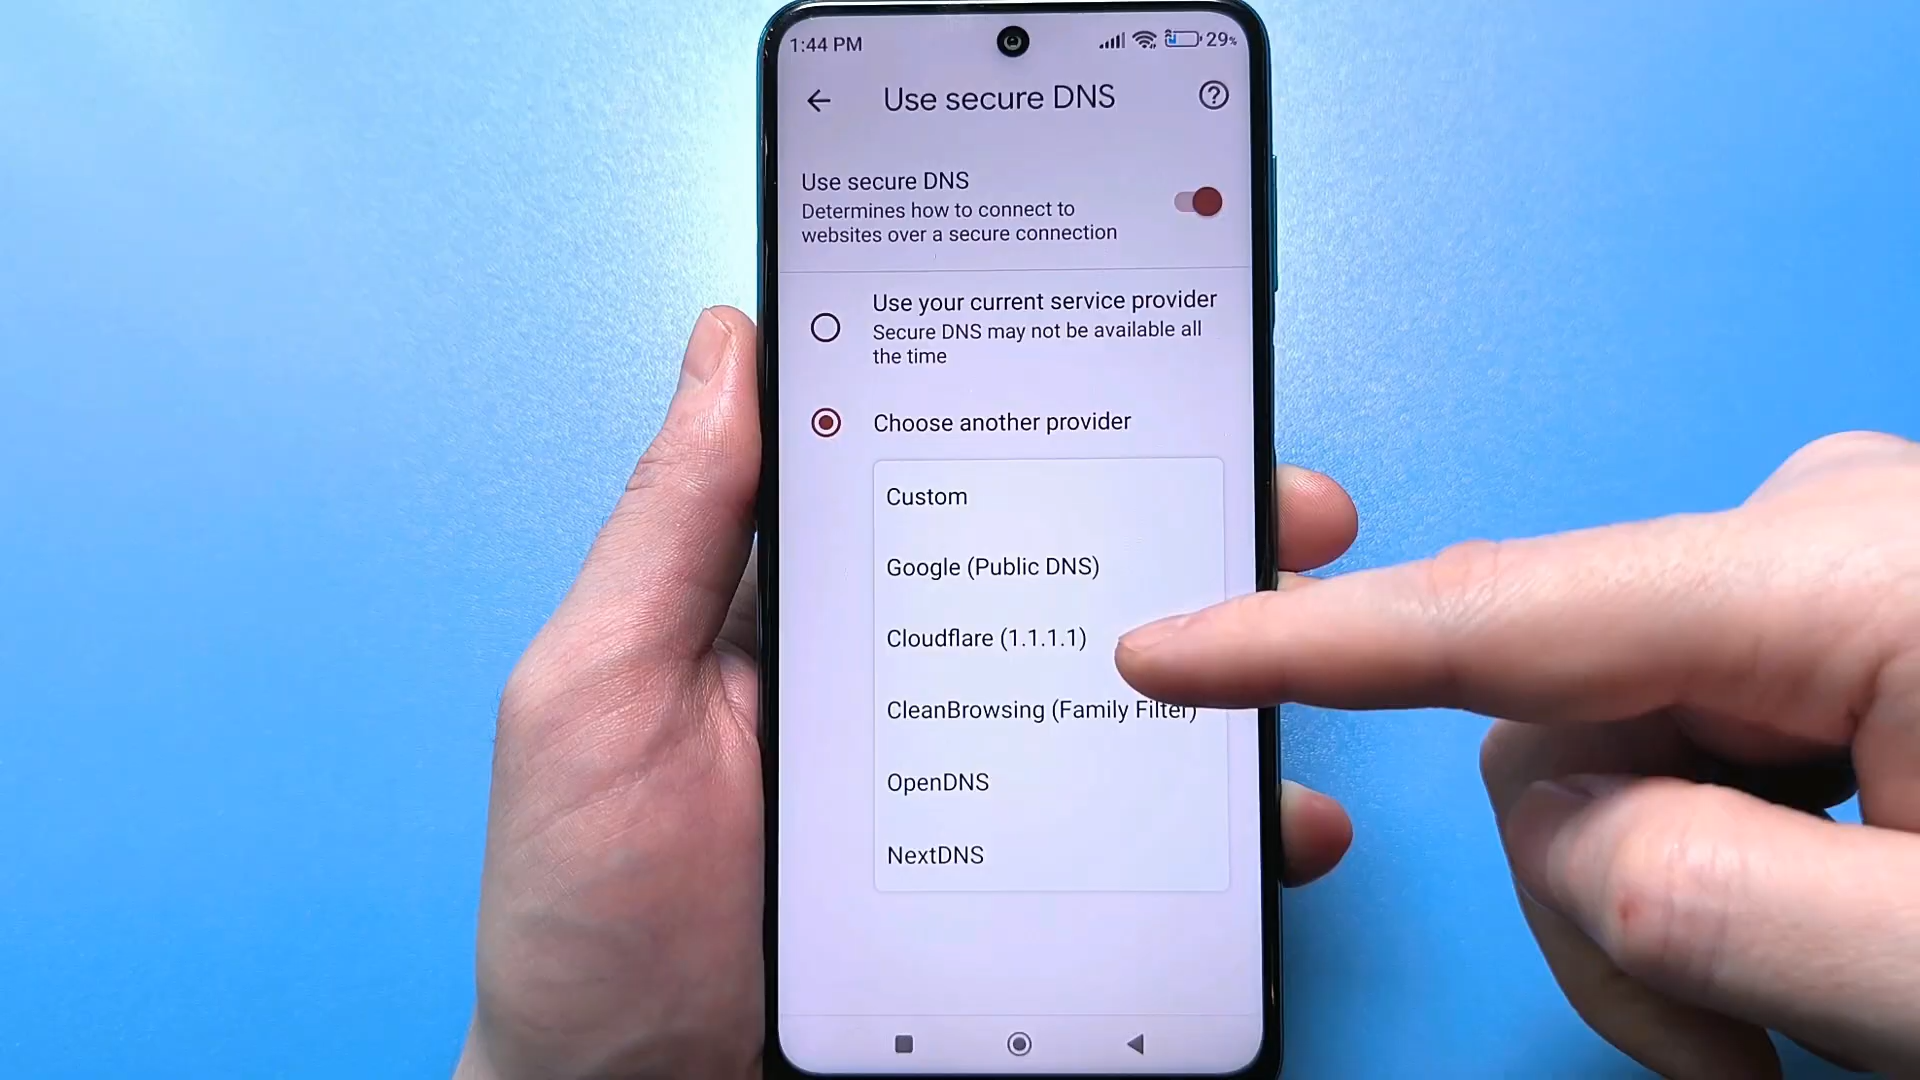 1:44 PM
29%
Use secure DNS
Use secure DNS
Determines how to connect to
websites over a secure connection
Use your current service provider
Secure DNS may not be available all
the time
Choose another provider
Custom
Google (Public DNS)
Cloudflare (1.1.1.1)
CleanBrowsing (Family Filter)
OpenDNS
NextDNS